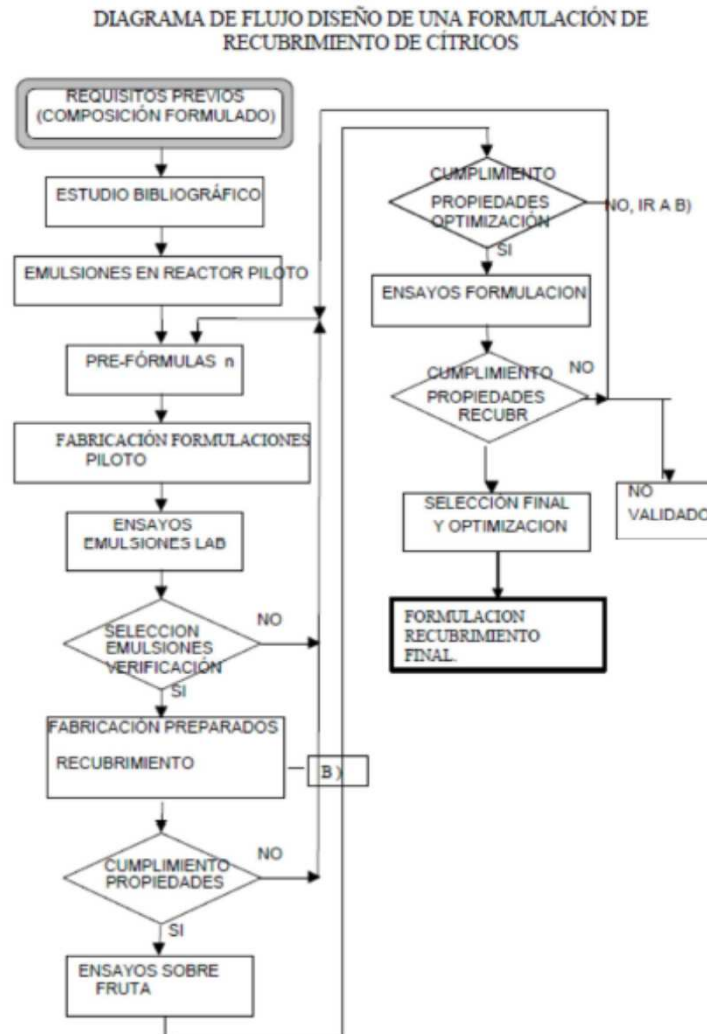 DIAGRAMA DE FLUJO DISEÑO DE UNA FORMULACIÓN DE
RECUBRIMIENTO DE CÍTRICOS
REQUISITOS PREVIOS
(COMPOSICIÓN FORMULADO)
ESTUDIO BIBLIOGRÁFICO
EMULSIONES EN REACTOR PILOTO
PRE-FÓRMULAS n
FABRICACIÓN FORMULACIONES
PILOTO
ENSAYOS
EMULSIONES LAB
NO
SELECCION
EMULSIONES
VERIFICACIÓN
SI
FABRICACIÓN PREPARADOS
RECUBRIMIENTO
B )
NO
CUMPLIMIENTO
PROPIEDADES
SI
ENSAYOS SOBRE
FRUTA
CUMPLIMIENTO
PROPIEDADES
OPTIMIZACIÓN
NO, IR A B)
SI
ENSAYOS FORMULACION
NO
CUMPLIMIENTO
PROPIEDADES
RECUBR
NO
VALIDADO
SELECCIÓN FINAL
Y OPTIMIZACION
FORMULACION
RECUBRIMIENTO
FINAL.